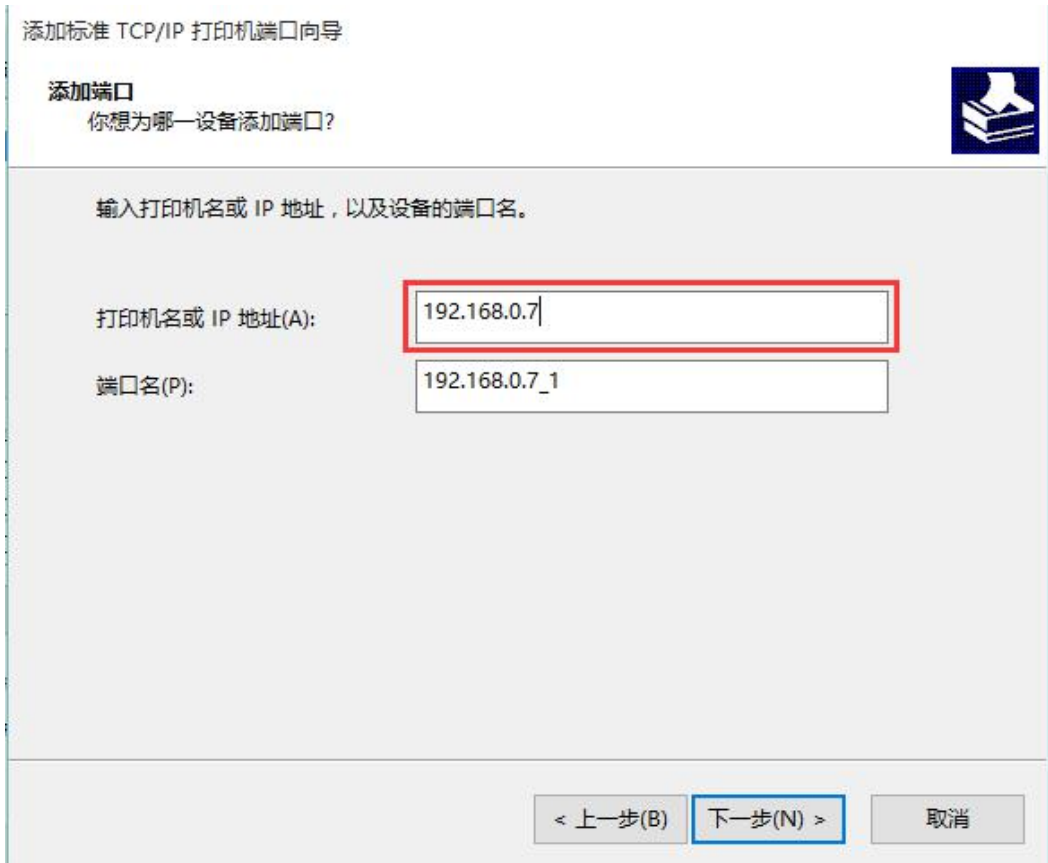 添加标准 TCP/IP 打印机端口向导
添加端口
你想为哪一设备添加端口?
输入打印机名或 IP 地址，以及设备的端口名。
打印机名或 IP 地址(A): 192.168.0.7
端口名(P): 192.168.0.7_1
< 上一步(B) 下一步(N) > 取消